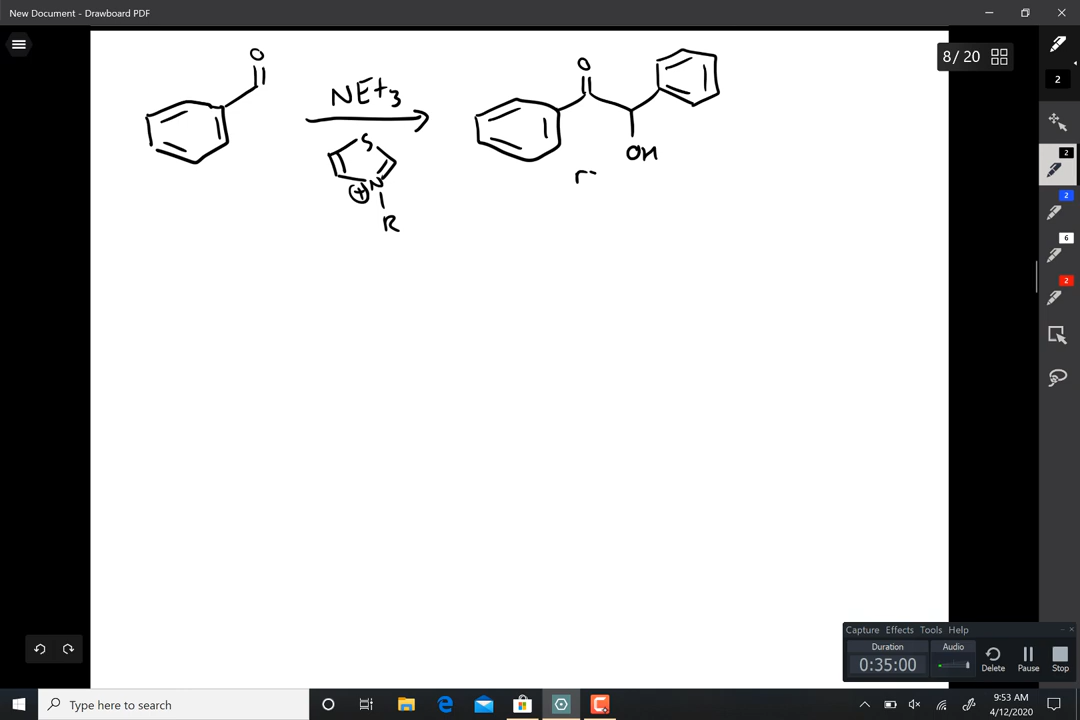 New Document - Drawboard PDF
8 / 20
2
2
2
6
2
O
NEt3
S
N
+
R
O
OH
r
Capture Effects Tools Help
Duration
Audio
0:35:00
Delete
Pause
Stop
Type here to search
9:53 AM
4/12/2020